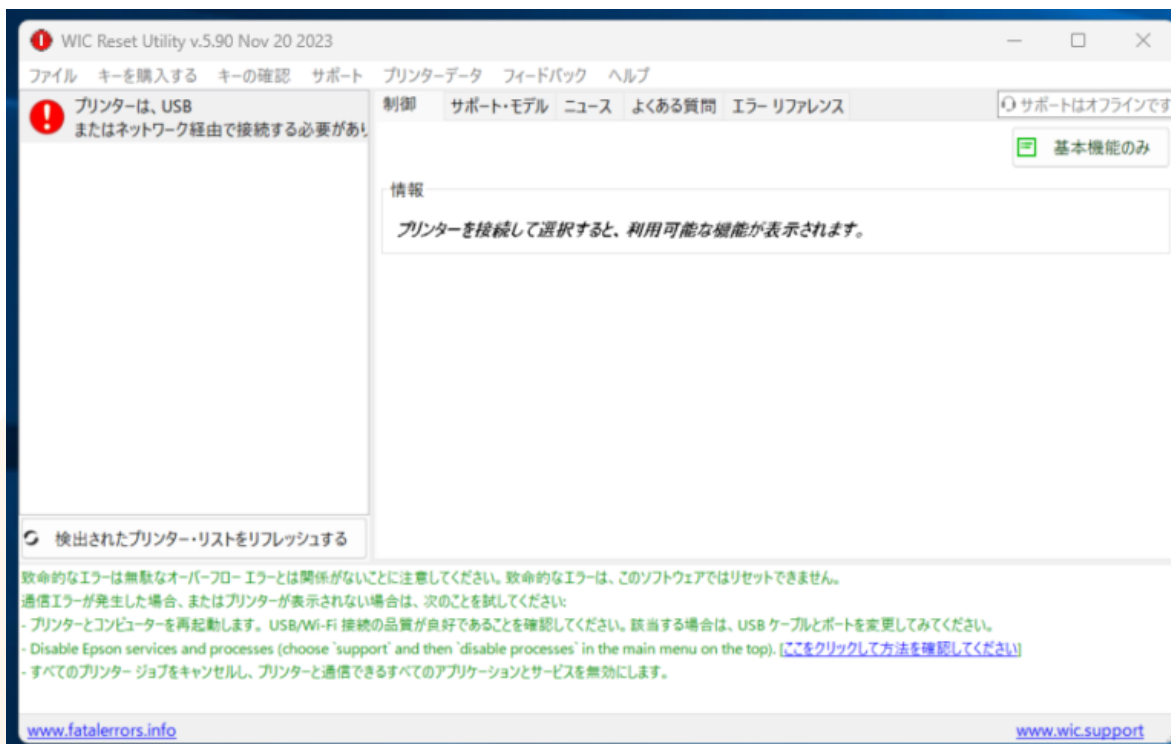 WIC Reset Utility v.5.90 Nov 20 2023
ファイル キーを購入する キーの確認 サポート プリンターデータ フィードバック ヘルプ
プリンターは、USB
またはネットワーク経由で接続する必要があり
制御 サポート・モデル ニュース よくある質問 エラー リファレンス
サポートはオフラインです
基本機能のみ
情報
プリンターを接続して選択すると、利用可能な機能が表示されます。
検出されたプリンター・リストをリフレッシュする
致命的なエラーは無駄なオーバーフロー エラーとは関係がないことに注意してください。致命的なエラーは、このソフトウェアではリセットできません。
通信エラーが発生した場合、またはプリンターが表示されない場合は、次のことを試してください:
- プリンターとコンピューターを再起動します。USB/Wi-Fi 接続の品質が良好であることを確認してください。該当する場合は、USB ケーブルとポートを変更してみてください。
- Disable Epson services and processes (choose `support` and then `disable processes` in the main menu on the top). [ここをクリックして方法を確認してください]
- すべてのプリンター ジョブをキャンセルし、プリンターと通信できるすべてのアプリケーションとサービスを無効にします。
www.fatalerrors.info
www.wic.support